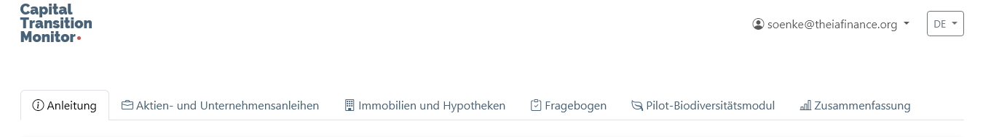 Capital
Transition
Monitor
soenke@theiafinance.org
DE
Anleitung
Aktien- und Unternehmensanleihen
Immobilien und Hypotheken
Fragebogen
Pilot-Biodiversitätsmodul
Zusammenfassung